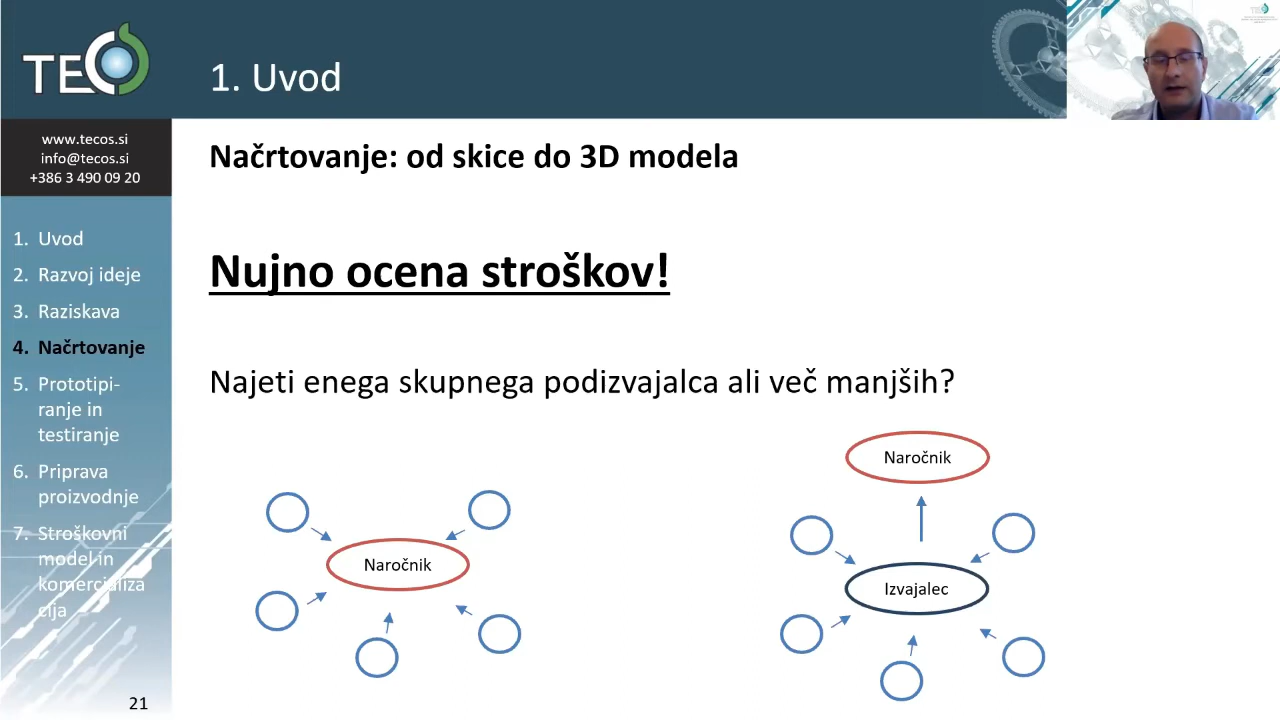 TECOS
1. Uvod
www.tecos.si
info@tecos.si
+386 3 490 09 20
1. Uvod
2. Razvoj ideje
3. Raziskava
4. Načrtovanje
5. Prototipi-
ranje in
testiranje
6. Priprava
proizvodnje
7. Stroškovni
model in
komercializa
cija
21
Načrtovanje: od skice do 3D modela
Nujno ocena stroškov!
Najeti enega skupnega podizvajalca ali več manjših?
Naročnik
Naročnik
Izvajalec